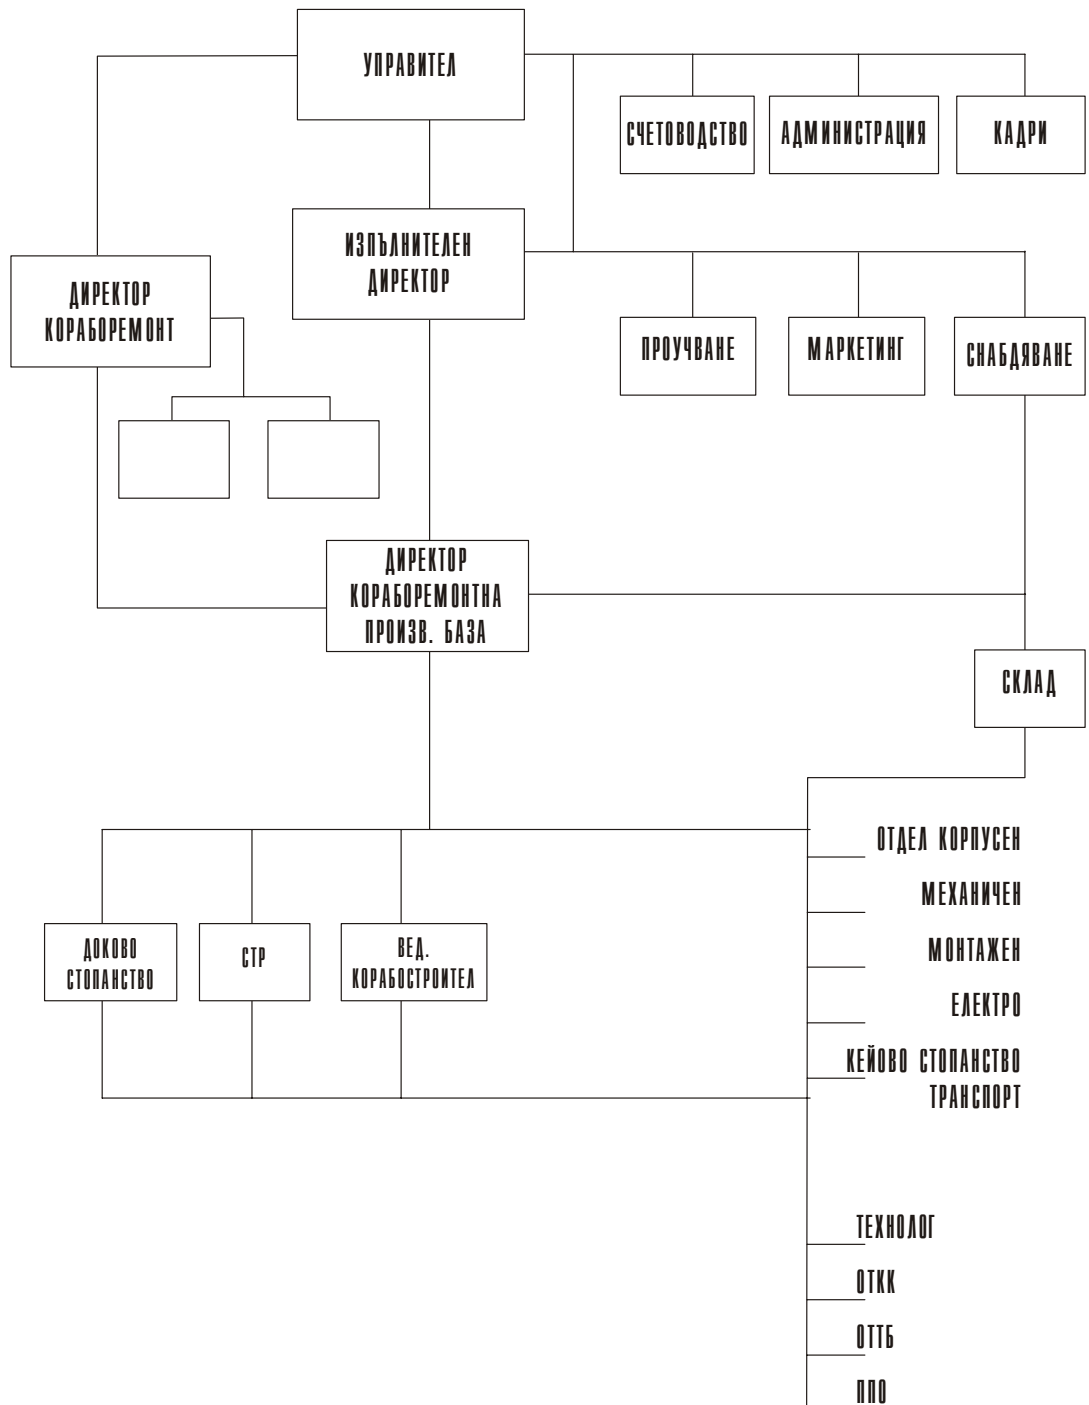 УПРАВИТЕЛ
СЧЕТОВОДСТВО
АДМИНИСТРАЦИЯ
КАДРИ
ИЗПЪЛНИТЕЛЕН
ДИРЕКТОР
ДИРЕКТОР
КОРАБОРЕМОНТ
ПРОУЧВАНЕ
МАРКЕТИНГ
СНАБДЯВАНЕ
ДИРЕКТОР
КОРАБОРЕМОНТНА
ПРОИЗВ. БАЗА
СКЛАД
ОТДЕЛ КОРПУСЕН
МЕХАНИЧЕН
МОНТАЖЕН
ЕЛЕКТРО
КЕЙОВО СТОПАНСТВО
ТРАНСПОРТ
ДОКОВО
СТОПАНСТВО
СТР
ВЕД.
КОРАБОСТРОИТЕЛ
ТЕХНОЛОГ
ОТКК
ОТТБ
ППО